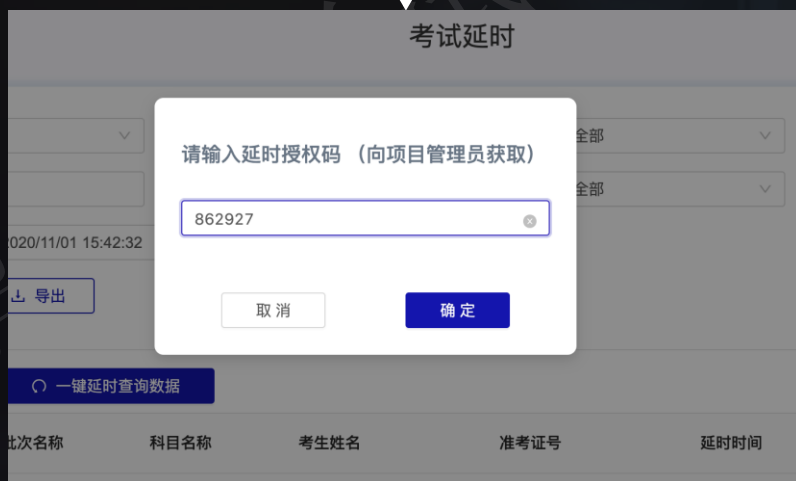 考试延时
请输入延时授权码 （向项目管理员获取）
全部
862927
全部
2020/11/01 15:42:32
导出
取消
确定
一键延时查询数据
批次名称 科目名称 考生姓名 准考证号 延时时间